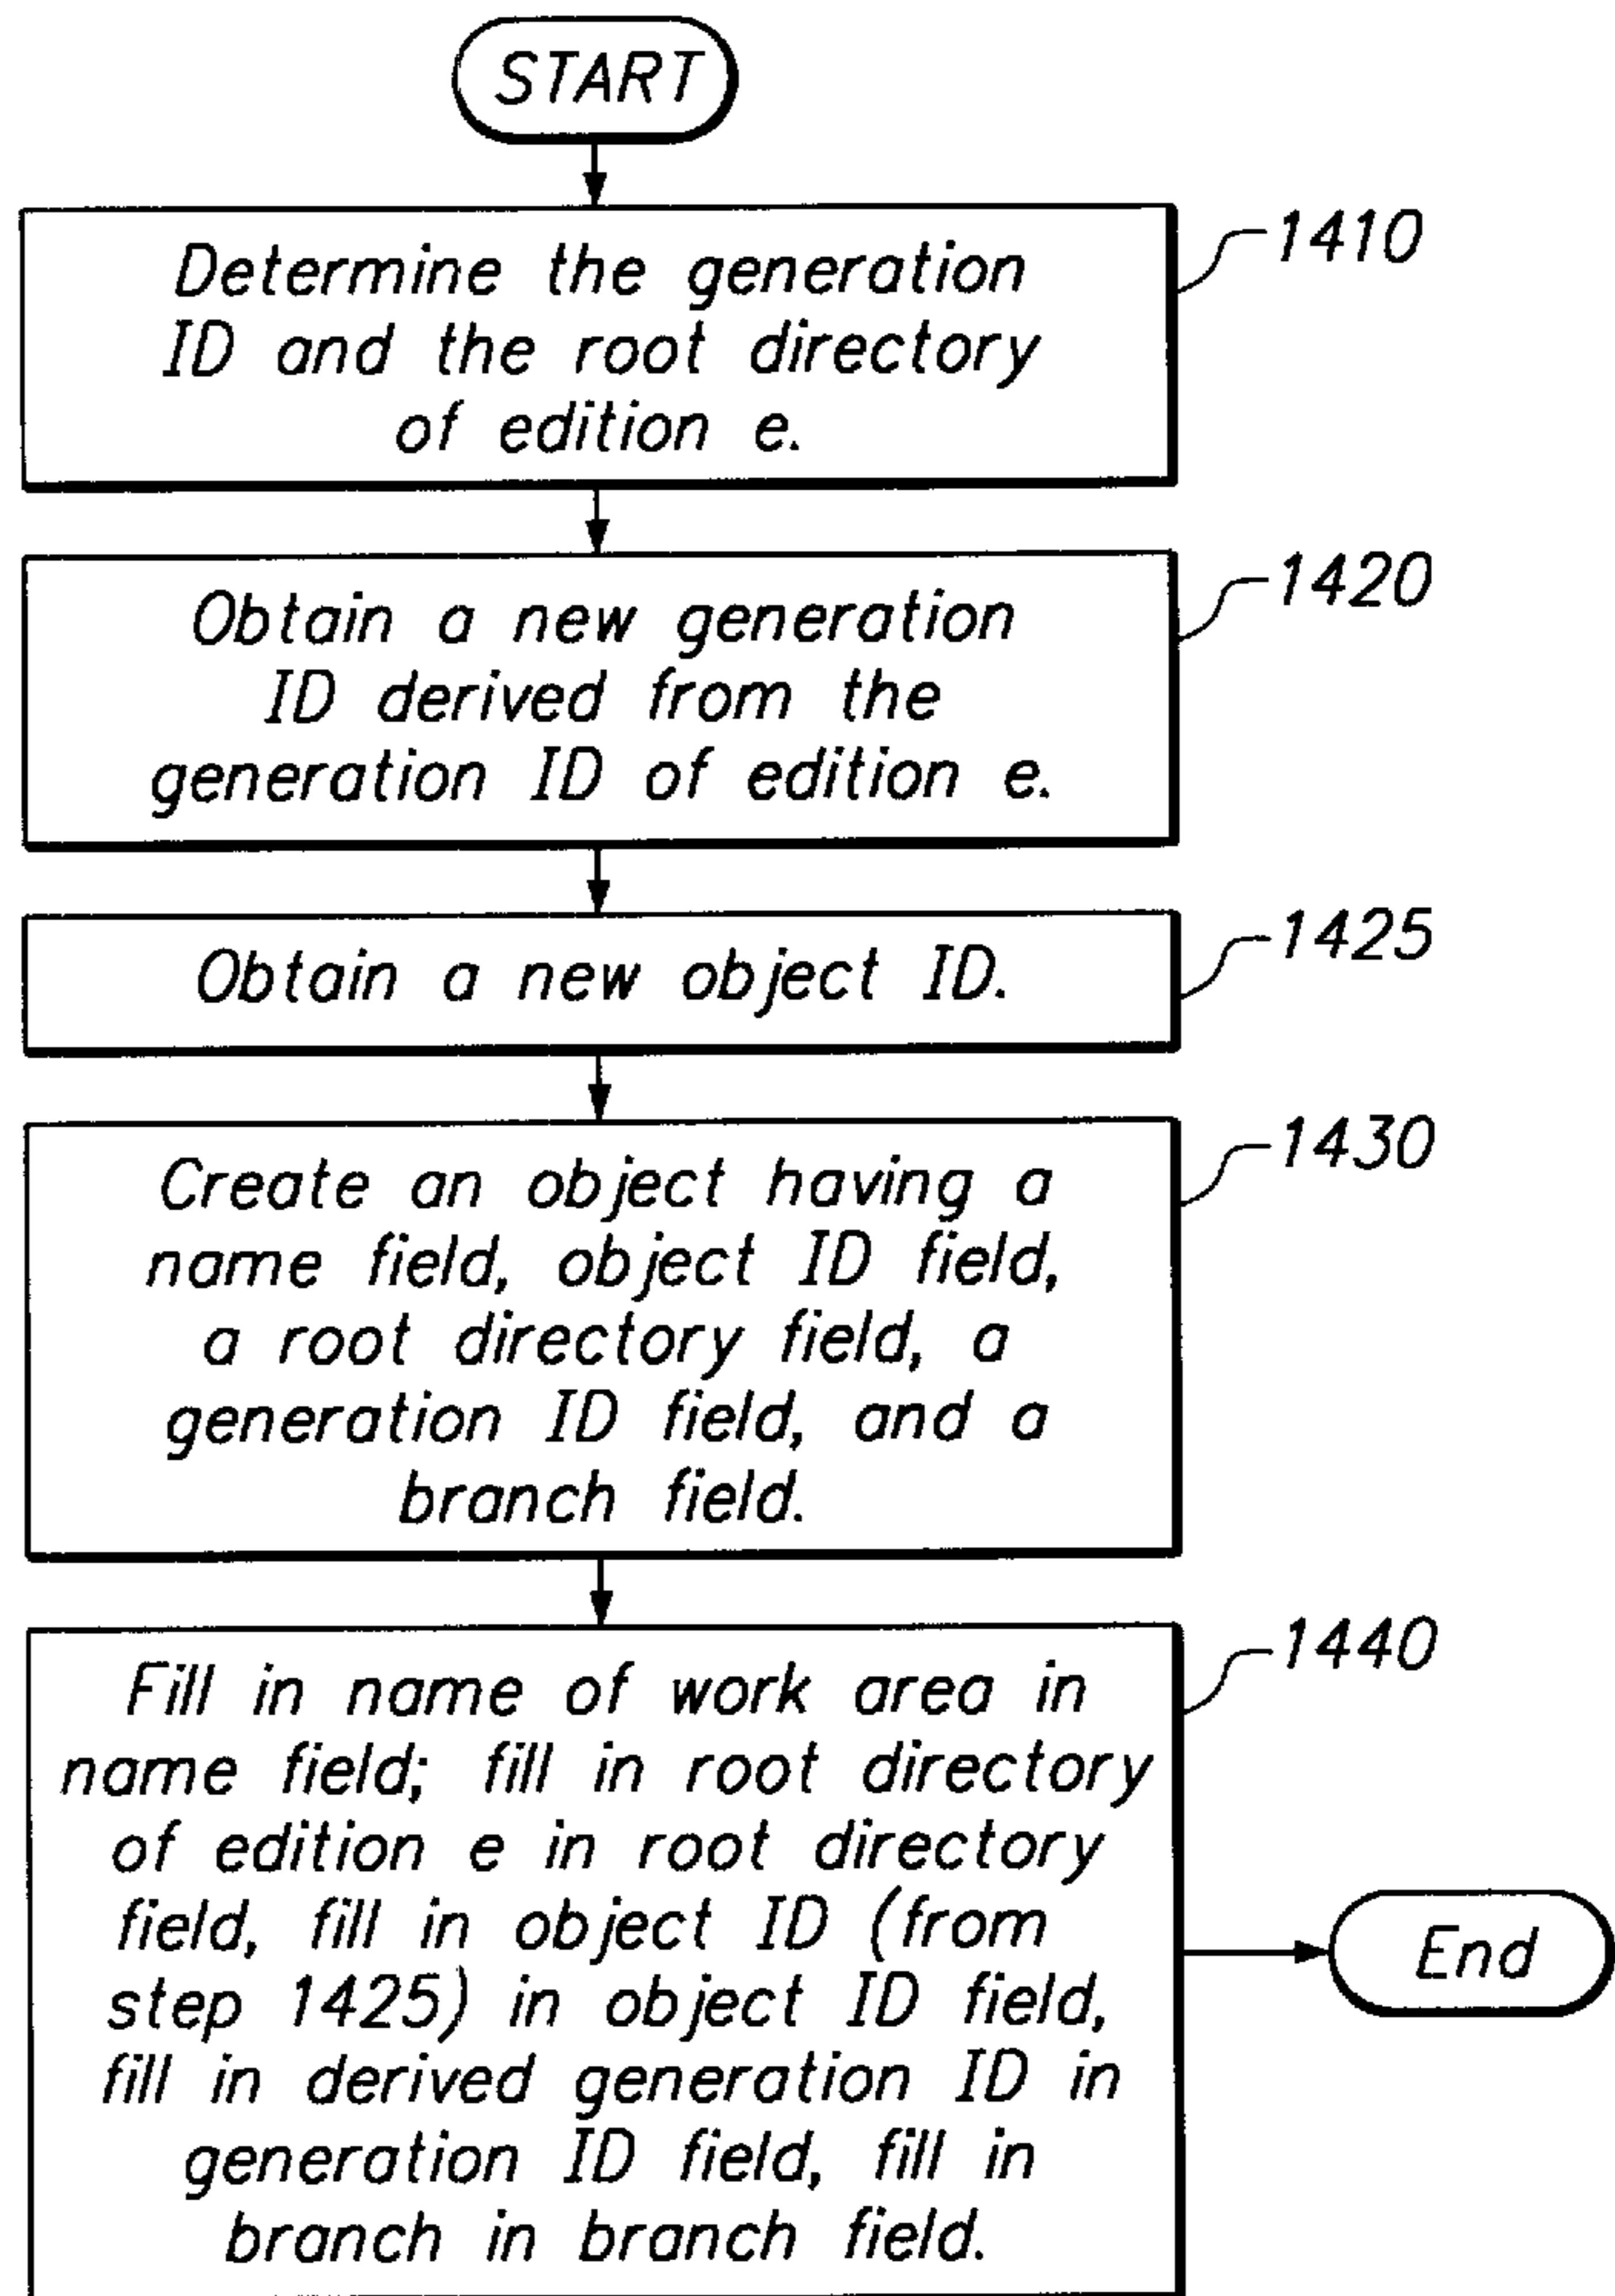 START
Determine the generation
ID and the root directory
of edition e.
1410
Obtain a new generation
ID derived from the
generation ID of edition e.
1420
Obtain a new object ID.
1425
Create an object having a
name field, object ID field,
a root directory field, a
generation ID field, and a
branch field.
1430
Fill in name of work area in
name field; fill in root directory
of edition e in root directory
field, fill in object ID (from
step 1425) in object ID field,
fill in derived generation ID in
generation ID field, fill in
branch in branch field.
1440
End